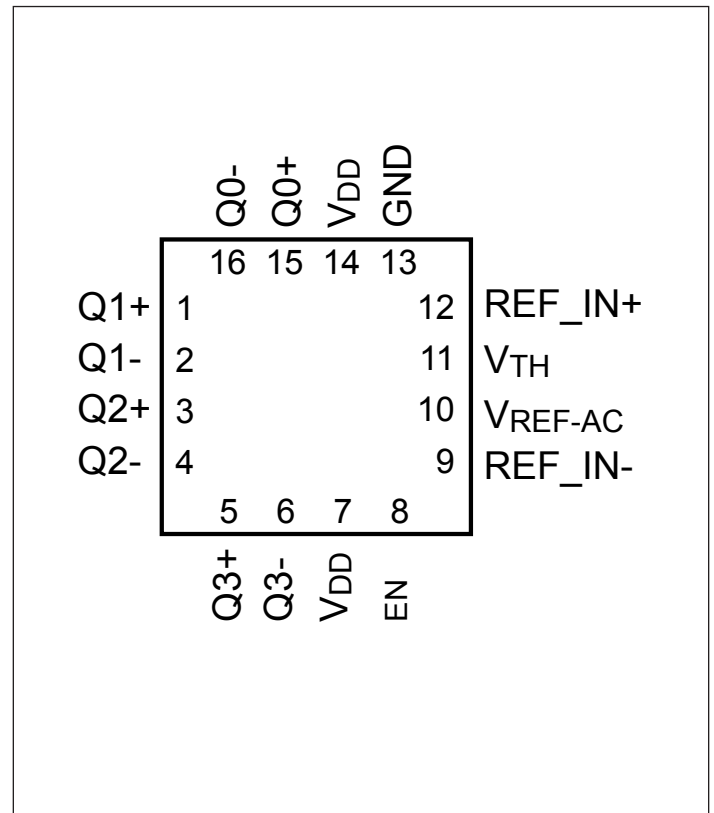 Q0- Q0+ VDD GND
16 15 14 13
Q1+ 1 12 REF_IN+
Q1- 2 11 VTH
Q2+ 3 10 VREF-AC
Q2- 4 9 REF_IN-
5 6 7 8
Q3+ Q3- VDD EN